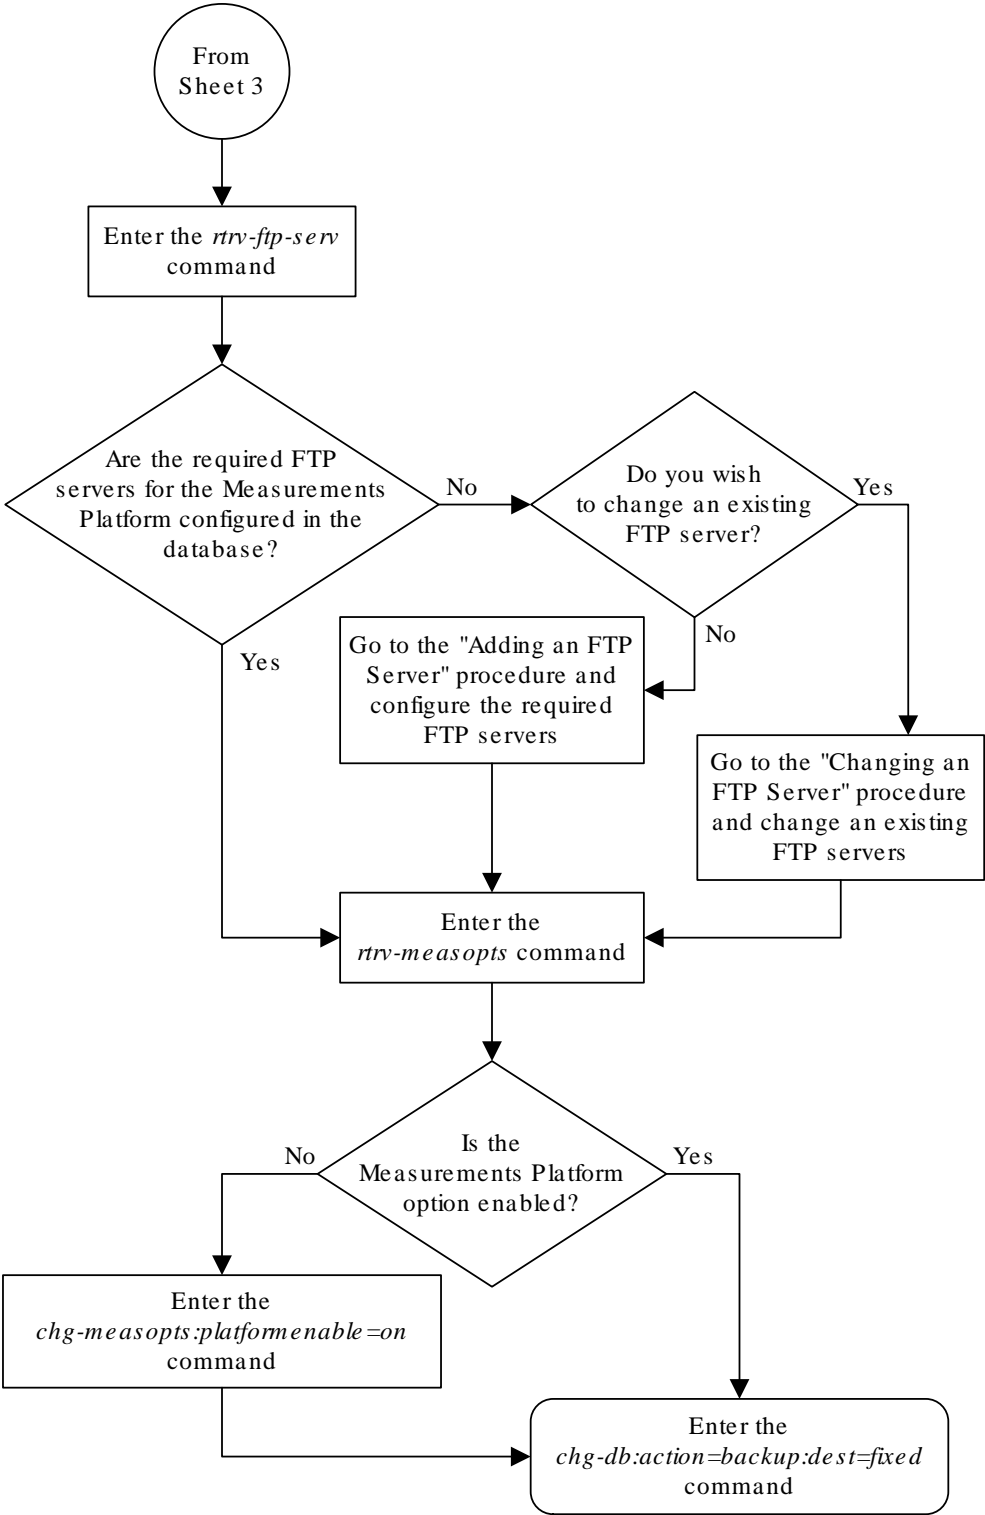 From
Sheet 3
Enter the rtrv-ftp-serv
command
Are the required FTP
servers for the Measurements
Platform configured in the
database?
No
Do you wish
to change an existing
FTP server?
Yes
No
Yes
Go to the "Adding an FTP
Server" procedure and
configure the required
FTP servers
Go to the "Changing an
FTP Server" procedure
and change an existing
FTP servers
Enter the
rtrv-measopts command
Is the
Measurements Platform
option enabled?
No
Yes
Enter the
chg-measopts:platformenable=on
command
Enter the
chg-db:action=backup:dest=fixed
command